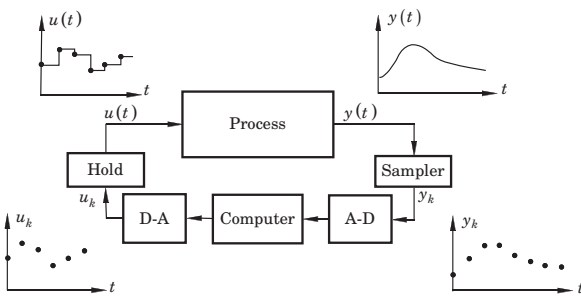 u(t)
y(t)
t
t
u(t)
Process
y(t)
Hold
Sampler
u_k
y_k
D-A
Computer
A-D
u_k
y_k
t
t